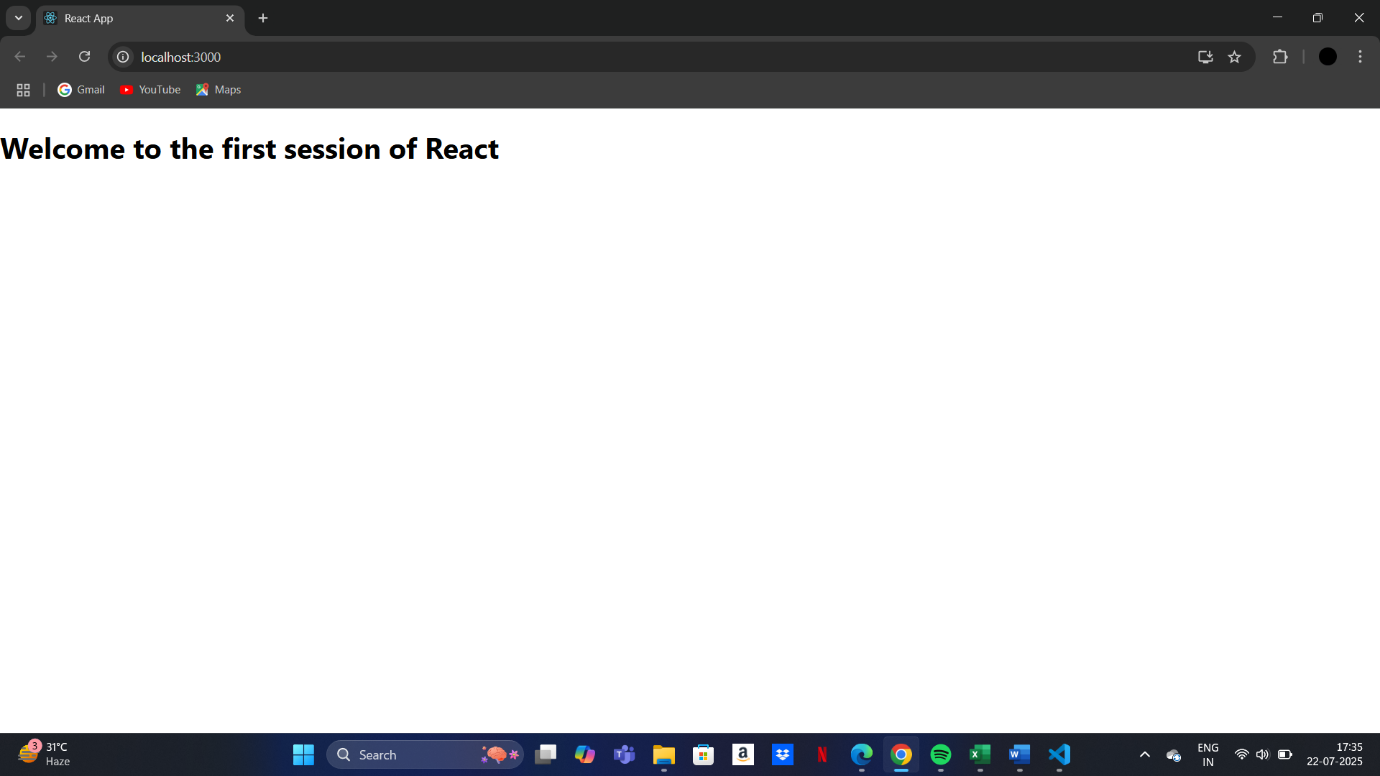 React App
localhost:3000
Gmail
YouTube
Maps
Welcome to the first session of React
3
31°C
Haze
Search
ENG
IN
17:35
22-07-2025